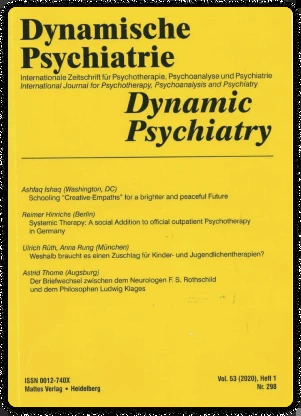 Dynamische
Psychiatrie
Internationale Zeitschrift für Psychotherapie, Psychoanalyse und Psychiatrie
International Journal for Psychotherapy, Psychoanalysis and Psychiatry
Dynamic
Psychiatry
Ashfaq Ishaq (Washington, DC)
Schooling "Creative-Empaths" for a brighter and peaceful Future
Reimer Hinrichs (Berlin)
Systemic Therapy: A social Addition to official outpatient Psychotherapy
in Germany
Ulrich Rüth, Anna Rung (München)
Weshalb braucht es einen Zuschlag für Kinder- und Jugendlichentherapien?
Astrid Thome (Augsburg)
Der Briefwechsel zwischen dem Neurologen F. S. Rothschild
und dem Philosophen Ludwig Klages
ISSN 0012-740X
Mattes Verlag • Heidelberg
Vol. 53 (2020), Heft 1
Nr. 298